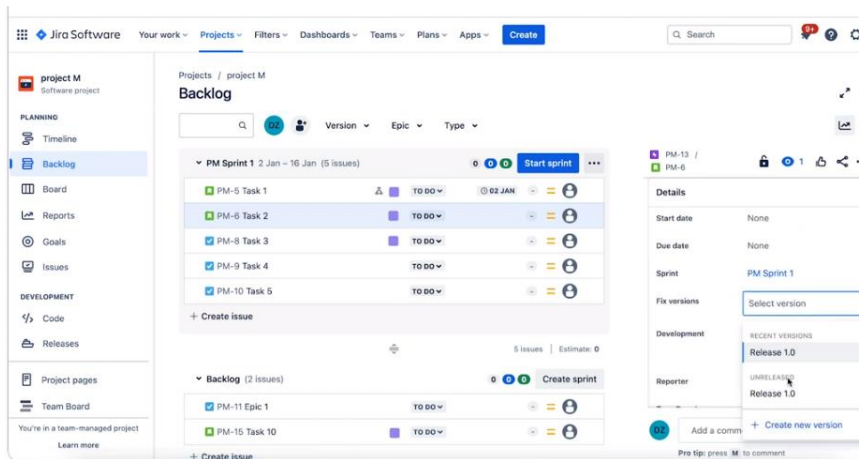 Jira Software Your work Projects Filters Dashboards Teams Plans Apps Create Search 9+
project M
Software project
PLANNING
Timeline
Backlog
Board
Reports
Goals
Issues
DEVELOPMENT
Code
Releases
Project pages
Team Board
You're in a team-managed project
Learn more
Projects / project M
Backlog
DZ Version Epic Type
PM Sprint 1 2 Jan – 16 Jan (5 issues) 0 0 0 Start sprint
PM-5 Task 1 TO DO 02 JAN -
PM-6 Task 2 TO DO -
PM-8 Task 3 TO DO -
PM-9 Task 4 TO DO -
PM-10 Task 5 TO DO -
+ Create issue
5 issues | Estimate: 0
Backlog (2 issues) 0 0 0 Create sprint
PM-11 Epic 1 TO DO -
PM-15 Task 10 TO DO -
+ Create issue
PM-13 /
PM-6 1
Details
Start date None
Due date None
Sprint PM Sprint 1
Fix versions Select version
Development
RECENT VERSIONS
Release 1.0
UNRELEASED
Release 1.0
+ Create new version
Reporter
DZ Add a comm
Pro tip: press M to comment